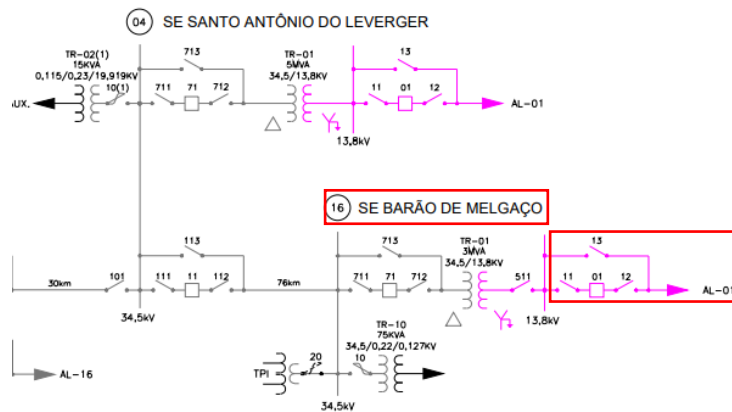 04 SE SANTO ANTÔNIO DO LEVERGER
TR-02(1)
15KVA
0,115/0,23/19,919KV
UX.
10(1)
713
711 71 712
TR-01
5MVA
34,5/13,8KV
13
11 01 12
AL-01
13,8kV
16 SE BARÃO DE MELGAÇO
30km
101
113
111 11 112
34,5kV
76km
713
711 71 712
TR-01
3MVA
34,5/13,8KV
511
13
11 01 12
AL-01
13,8kV
AL-16
TPI
20
10
TR-10
75KVA
34,5/0,22/0,127KV
34,5kV